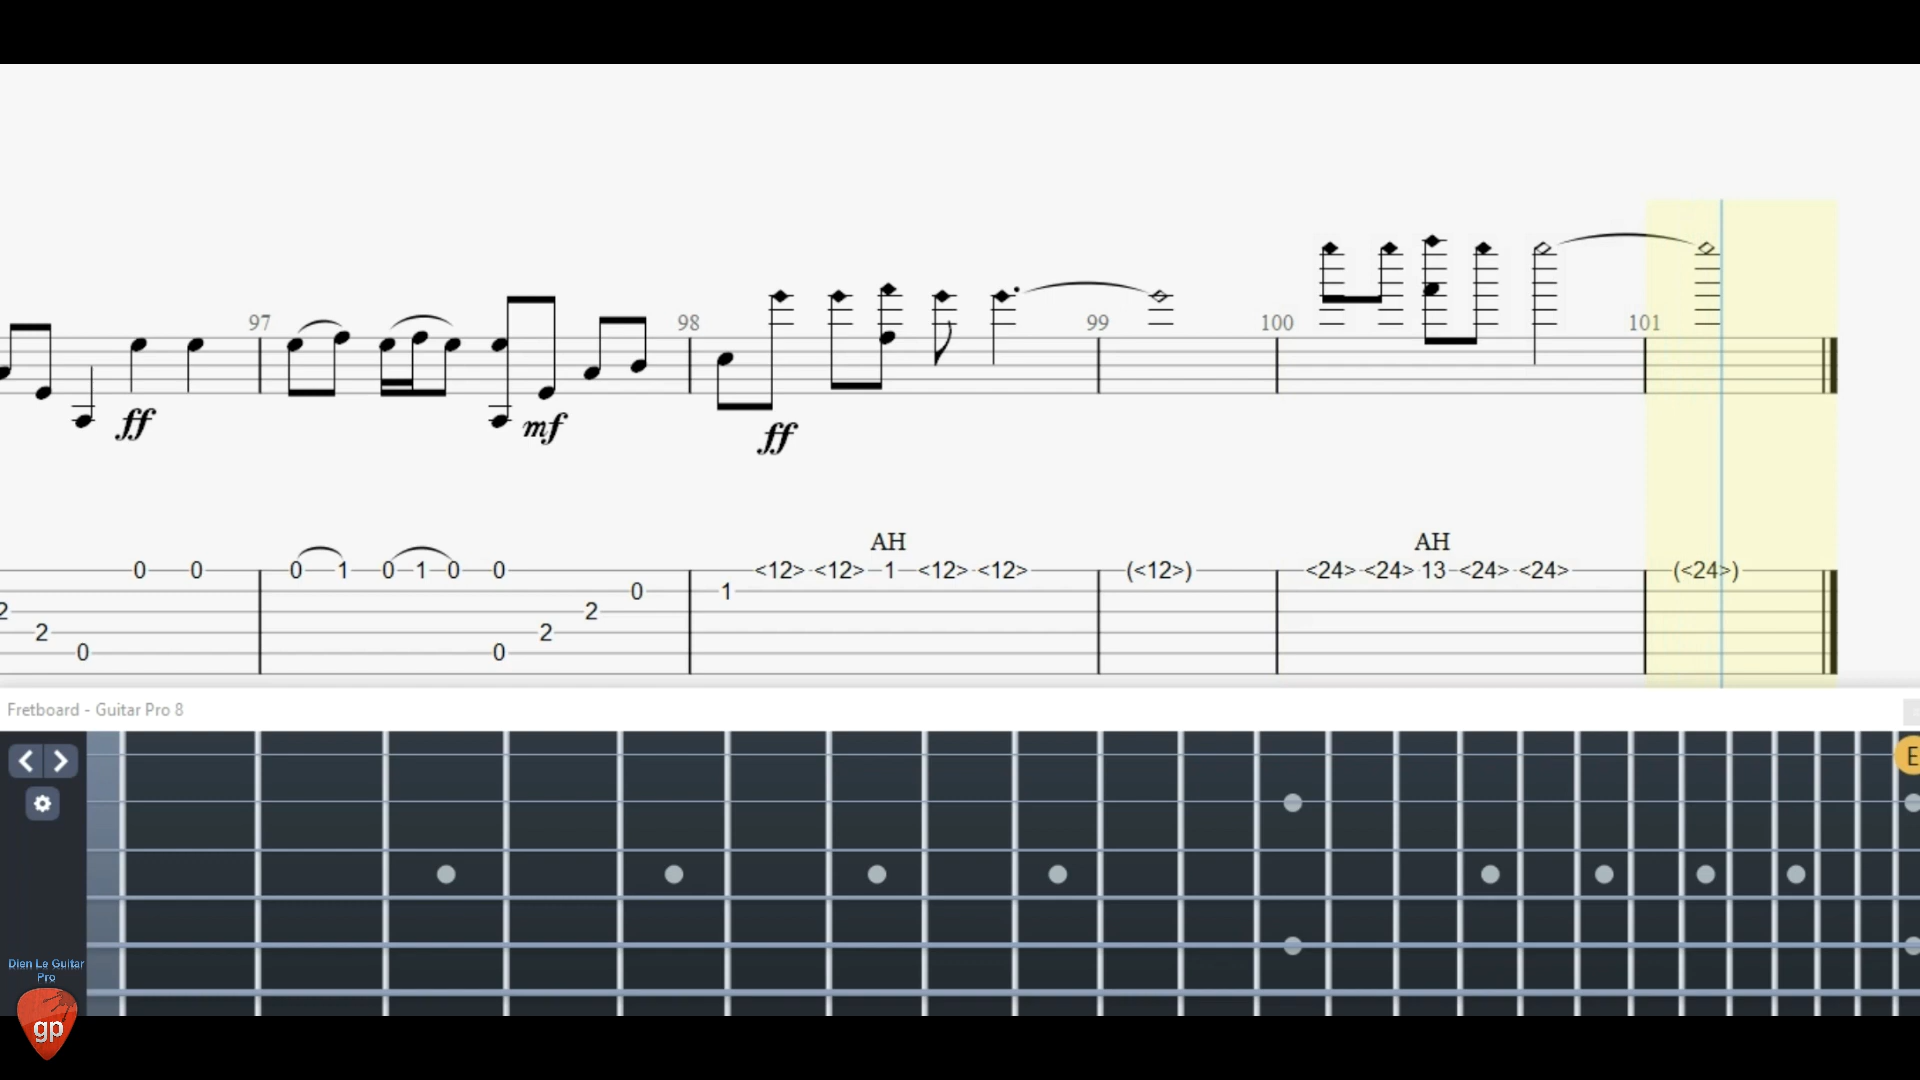 97 98 99 100 101
ff mf ff
AH AH
0 0 0 1 0 1 0 0 <12> <12> 1 <12> <12> (<12>) <24> <24> 13 <24> <24> (<24>)
0 1
2 2
2 2
0 0
Fretboard - Guitar Pro 8
E
Dien Le Guitar
Pro
gp